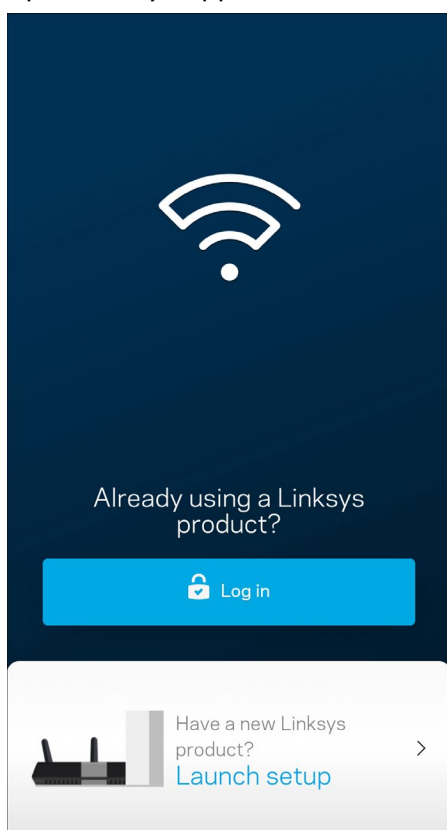 Already using a Linksys
product?
Log in
Have a new Linksys
product?
Launch setup